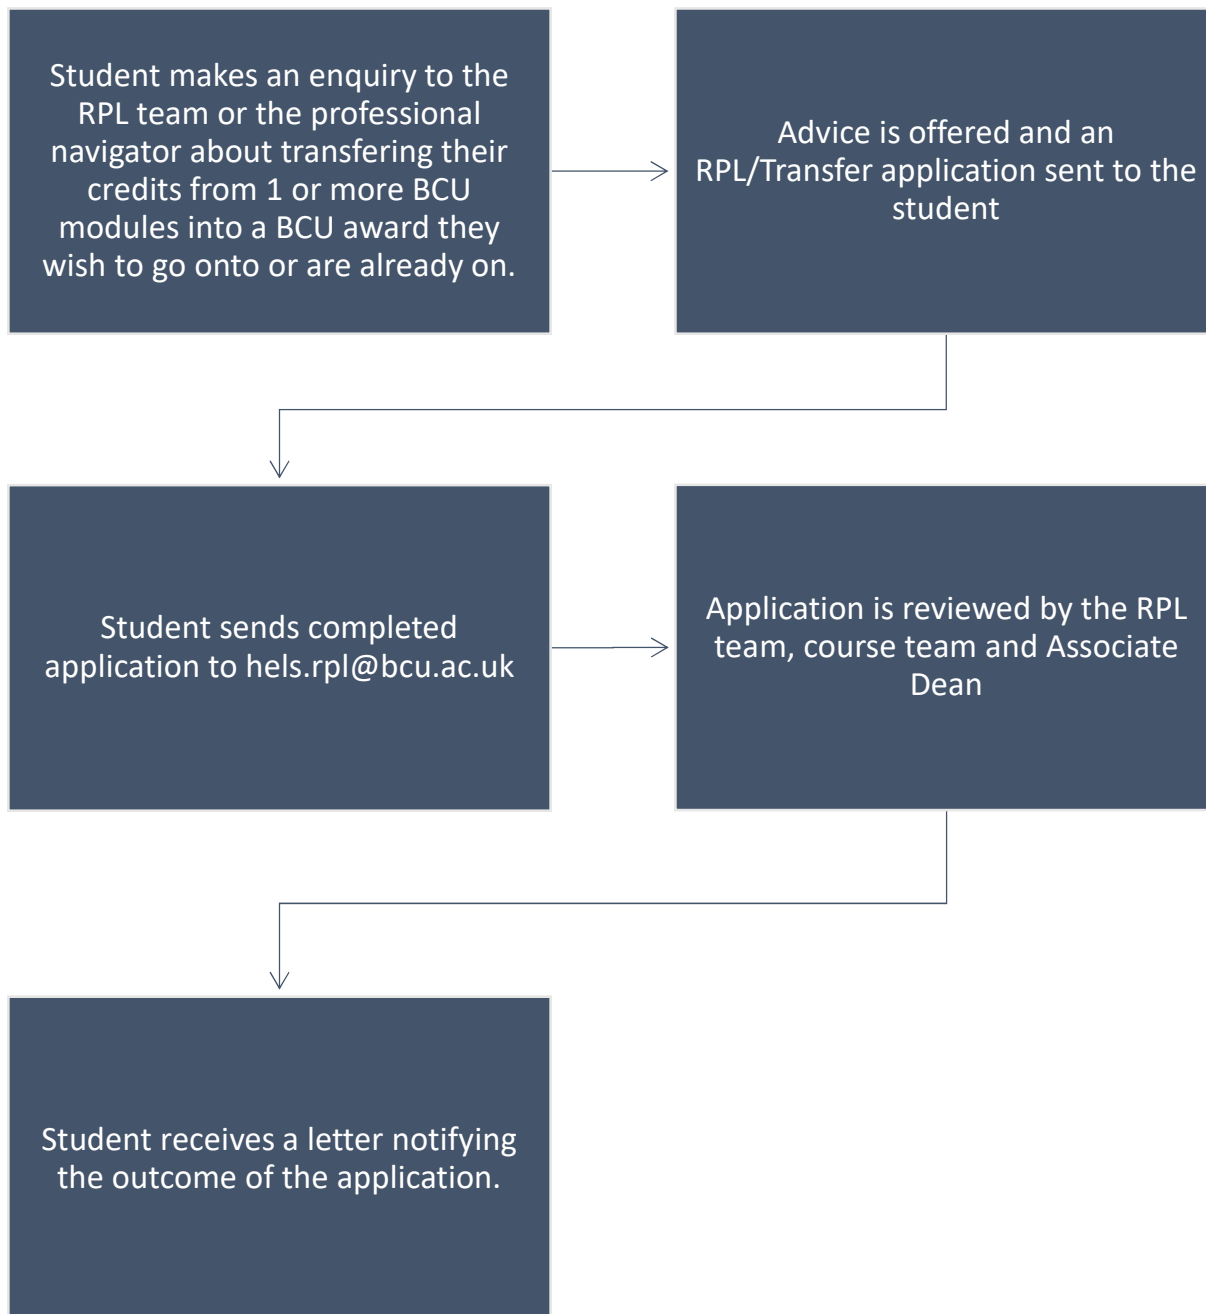 Student makes an enquiry to the
RPL team or the professional
navigator about transfering their
credits from 1 or more BCU
modules into a BCU award they
wish to go onto or are already on.
Advice is offered and an
RPL/Transfer application sent to the
student
Student sends completed
application to hels.rpl@bcu.ac.uk
Application is reviewed by the RPL
team, course team and Associate
Dean
Student receives a letter notifying
the outcome of the application.